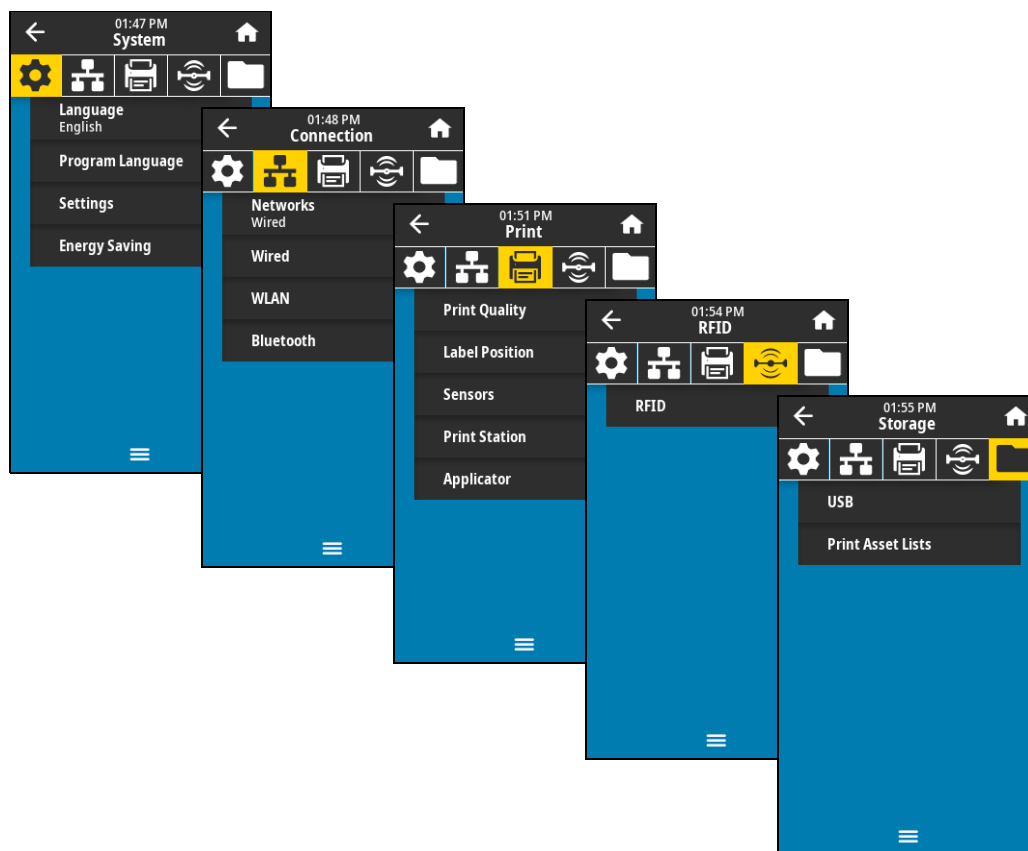 01:47 PM
System
Language
English
Program Language
Settings
Energy Saving
01:48 PM
Connection
Networks
Wired
Wired
WLAN
Bluetooth
01:51 PM
Print
Print Quality
Label Position
Sensors
Print Station
Applicator
01:54 PM
RFID
RFID
01:55 PM
Storage
USB
Print Asset Lists